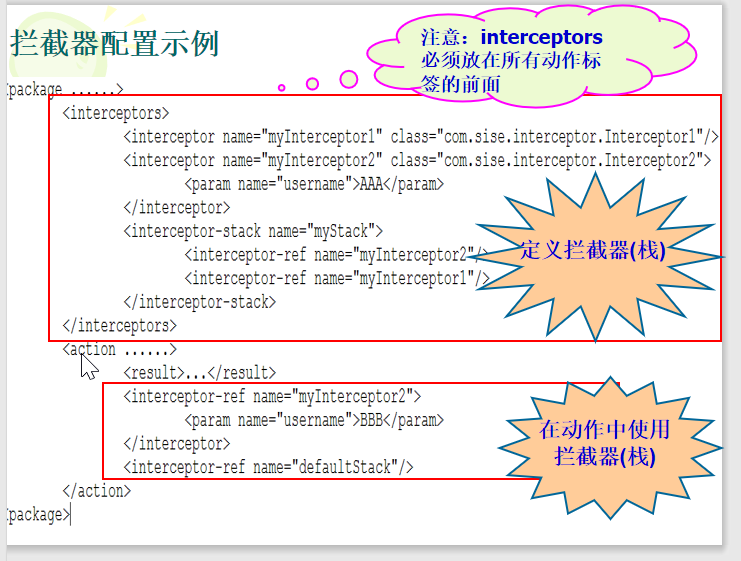 拦截器配置示例
注意：interceptors
必须放在所有动作标
签的前面
package ......>
<interceptors>
<interceptor name="myInterceptor1" class="com.sise.interceptor.Interceptor1"/>
<interceptor name="myInterceptor2" class="com.sise.interceptor.Interceptor2">
<param name="username">AAA</param>
</interceptor>
<interceptor-stack name="myStack">
<interceptor-ref name="myInterceptor2"/>
<interceptor-ref name="myInterceptor1"/>
</interceptor-stack>
</interceptors>
定义拦截器(栈)
<action ......>
<result>...</result>
<interceptor-ref name="myInterceptor2">
<param name="username">BBB</param>
</interceptor>
<interceptor-ref name="defaultStack"/>
</action>
package>
在动作中使用
拦截器(栈)